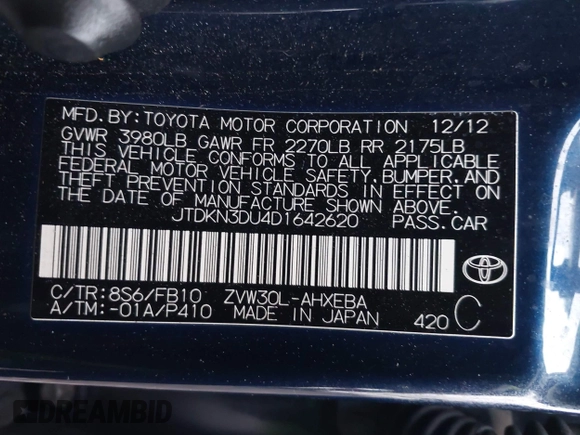 MFD. BY: TOYOTA MOTOR CORPORATION 12/12
GVWR 3980LB GAWR FR 2270LB RR 2175LB
THIS VEHICLE CONFORMS TO ALL APPLICABLE
FEDERAL MOTOR VEHICLE SAFETY, BUMPER, AND
THEFT PREVENTION STANDARDS IN EFFECT ON
THE DATE OF MANUFACTURE SHOWN ABOVE.
JTDKN3DU4D1642620 PASS. CAR
TOYOTA
C/TR: 8S6/FB10 ZVW30L-AHXEBA
A/TM: -01A/P410 MADE IN JAPAN 420 C
DREAMBID